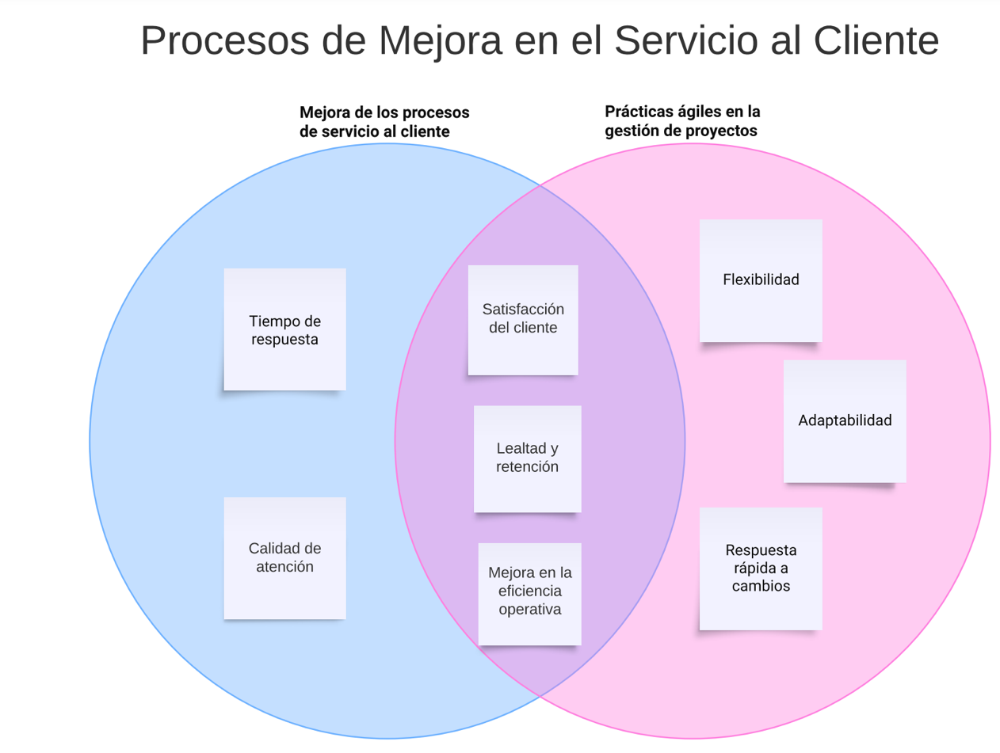 Procesos de Mejora en el Servicio al Cliente
Mejora de los procesos
de servicio al cliente
Prácticas ágiles en la
gestión de proyectos
Tiempo de
respuesta
Calidad de
atención
Satisfacción
del cliente
Lealtad y
retención
Mejora en la
eficiencia
operativa
Flexibilidad
Adaptabilidad
Respuesta
rápida a
cambios